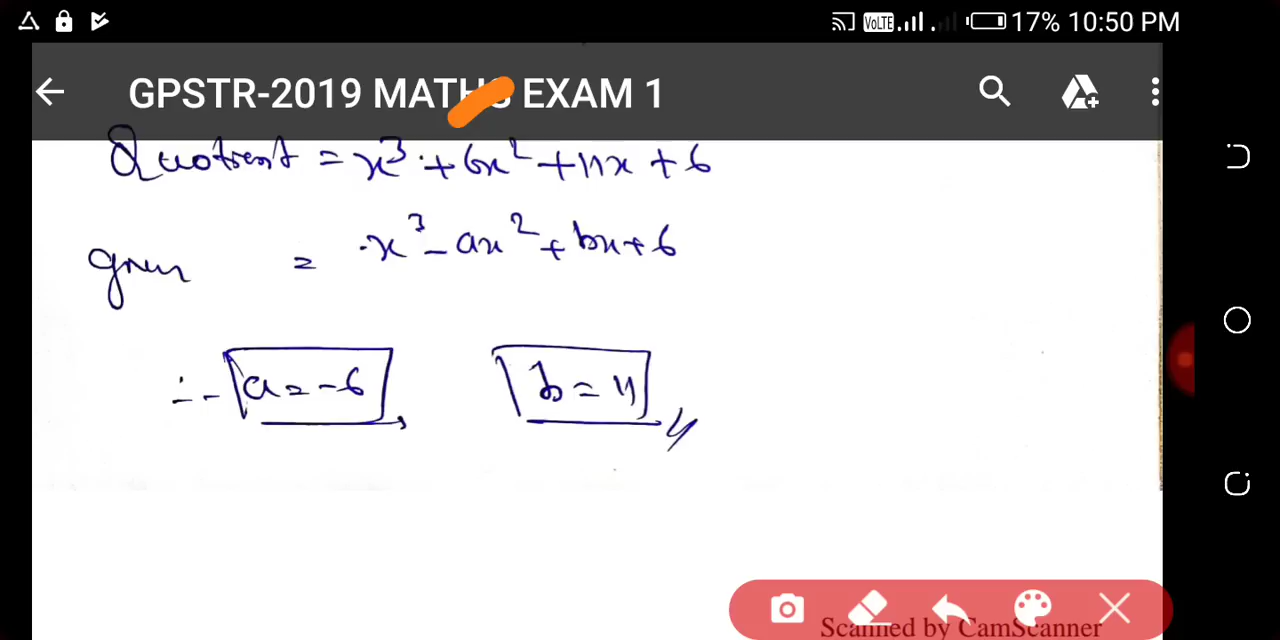 VoLTE 17% 10:50 PM
GPSTR-2019 MATHS EXAM 1
Quotient = x³ + 6x² + 11x + 6
given = x³ - ax² + bx + 6
∴ a = -6 b = 11
Scanned by CamScanner